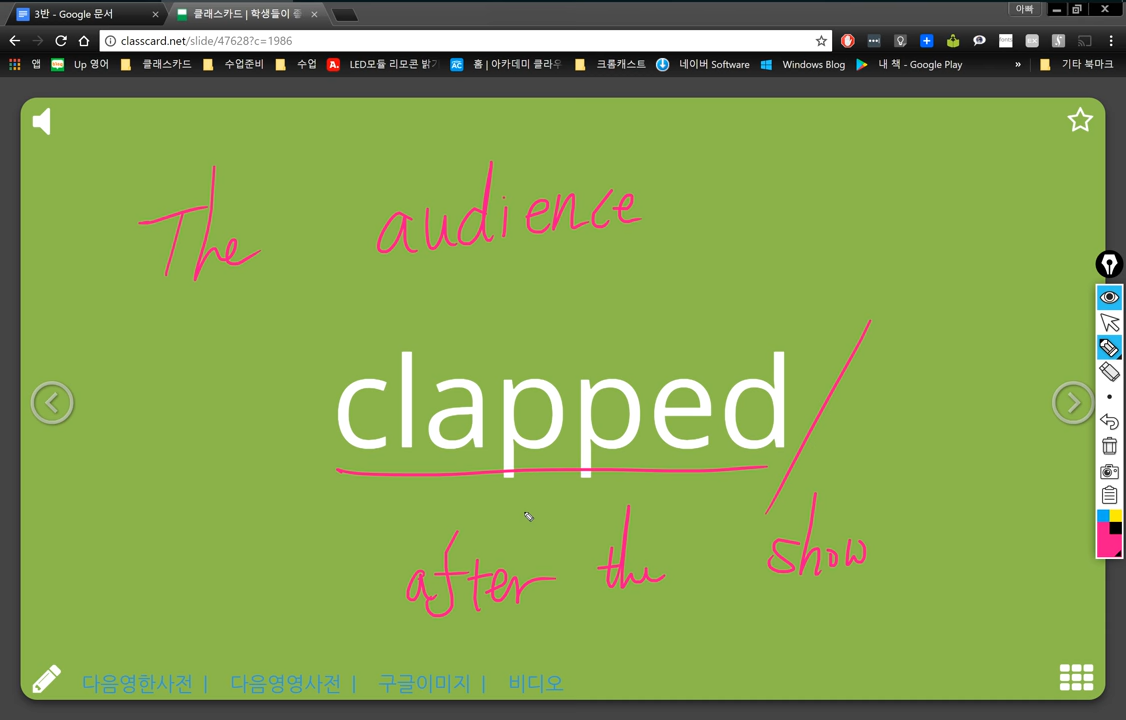 3반 - Google 문서
클래스카드 | 학생들이 즐
아빠
classcard.net/slide/47628?c=1986
앱 Up 영어 클래스카드 수업준비 수업 LED모듈 리모콘 밝기 홈 | 아카데미 클라우 크롬캐스트 네이버 Software Windows Blog 내 책 - Google Play » 기타 북마크
The audience
clapped /
after the show
다음영한사전 | 다음영영사전 | 구글이미지 | 비디오